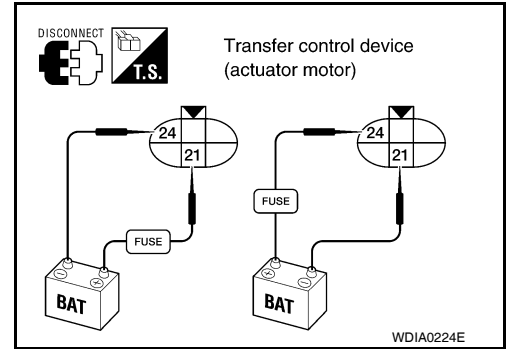 DISCONNECT
T.S.
Transfer control device
(actuator motor)
24
21
FUSE
− +
BAT
24
21
FUSE
+ −
BAT
WDIA0224E